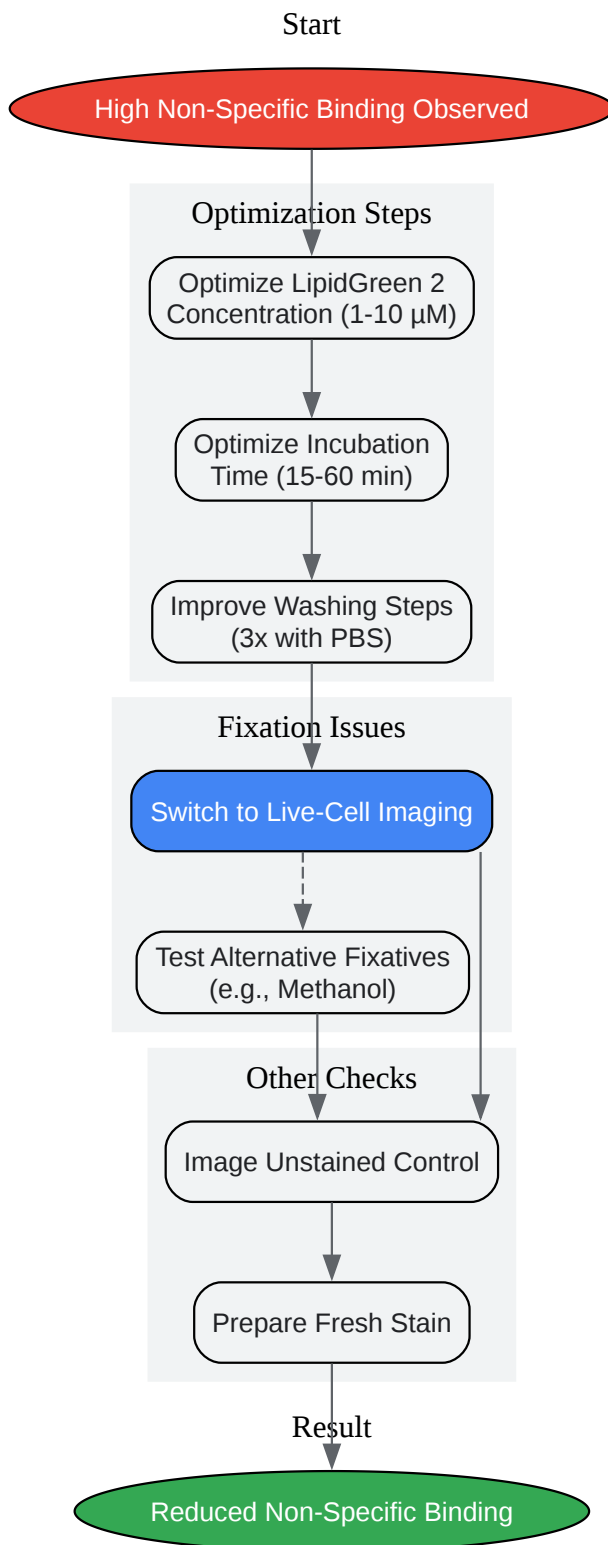 Start
High Non-Specific Binding Observed
Optimization Steps
Optimize LipidGreen 2
Concentration (1-10 µM)
Optimize Incubation
Time (15-60 min)
Improve Washing Steps
(3x with PBS)
Fixation Issues
Switch to Live-Cell Imaging
Test Alternative Fixatives
(e.g., Methanol)
Other Checks
Image Unstained Control
Prepare Fresh Stain
Result
Reduced Non-Specific Binding